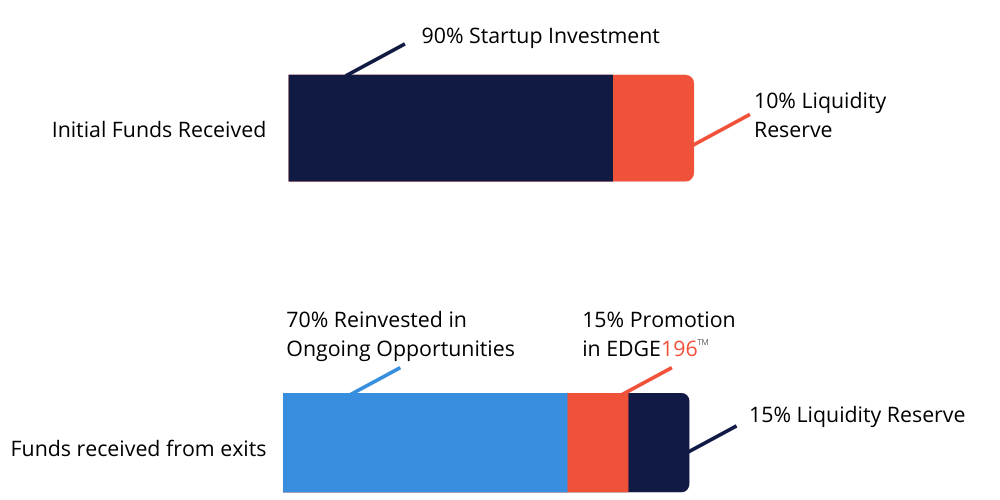 90% Startup Investment
10% Liquidity
Reserve
Initial Funds Received
70% Reinvested in
Ongoing Opportunities
15% Promotion
in EDGE196™
15% Liquidity Reserve
Funds received from exits